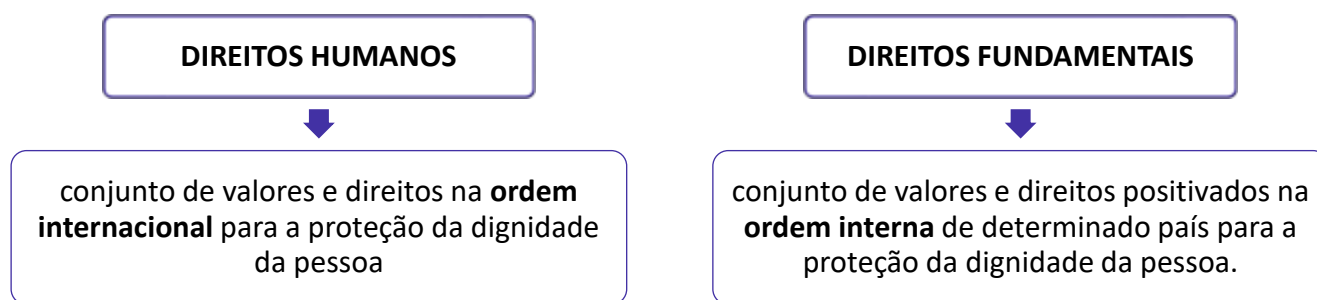 DIREITOS HUMANOS
conjunto de valores e direitos na ordem
internacional para a proteção da dignidade
da pessoa
DIREITOS FUNDAMENTAIS
conjunto de valores e direitos positivados na
ordem interna de determinado país para a
proteção da dignidade da pessoa.